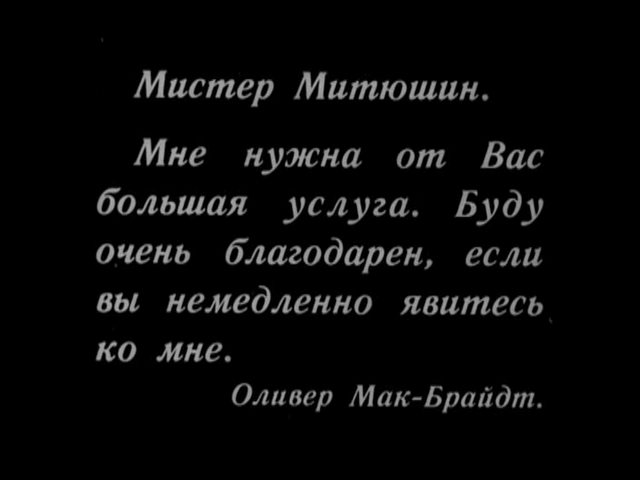 Мистер Митюшин.
Мне нужна от Вас
большая услуга. Буду
очень благодарен, если
вы немедленно явитесь
ко мне.
Оливер Мак-Брайдт.